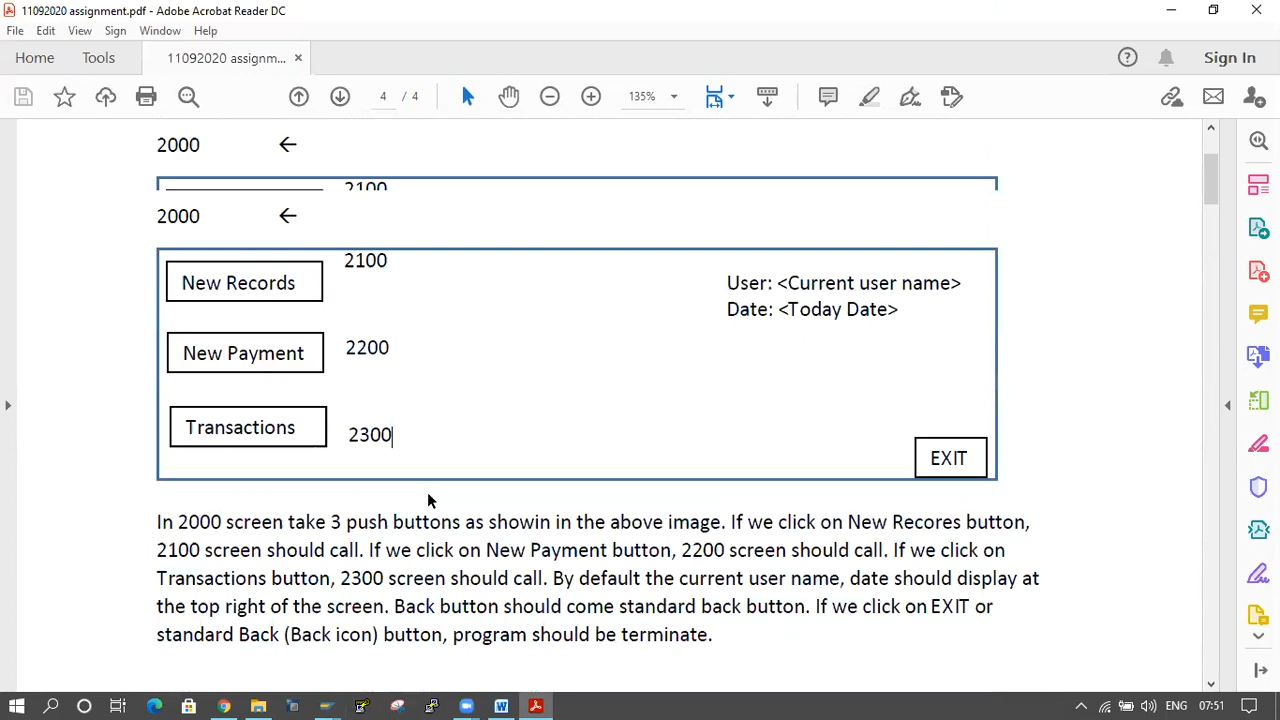 11092020 assignment.pdf - Adobe Acrobat Reader DC
File Edit View Sign Window Help
Home Tools 11092020 assignm... Sign In
4 / 4 135%
2000 ←
2100
2000 ←
New Records 2100
User: <Current user name>
Date: <Today Date>
New Payment 2200
Transactions 2300
EXIT
In 2000 screen take 3 push buttons as showin in the above image. If we click on New Recores button,
2100 screen should call. If we click on New Payment button, 2200 screen should call. If we click on
Transactions button, 2300 screen should call. By default the current user name, date should display at
the top right of the screen. Back button should come standard back button. If we click on EXIT or
standard Back (Back icon) button, program should be terminate.
ENG 07:51